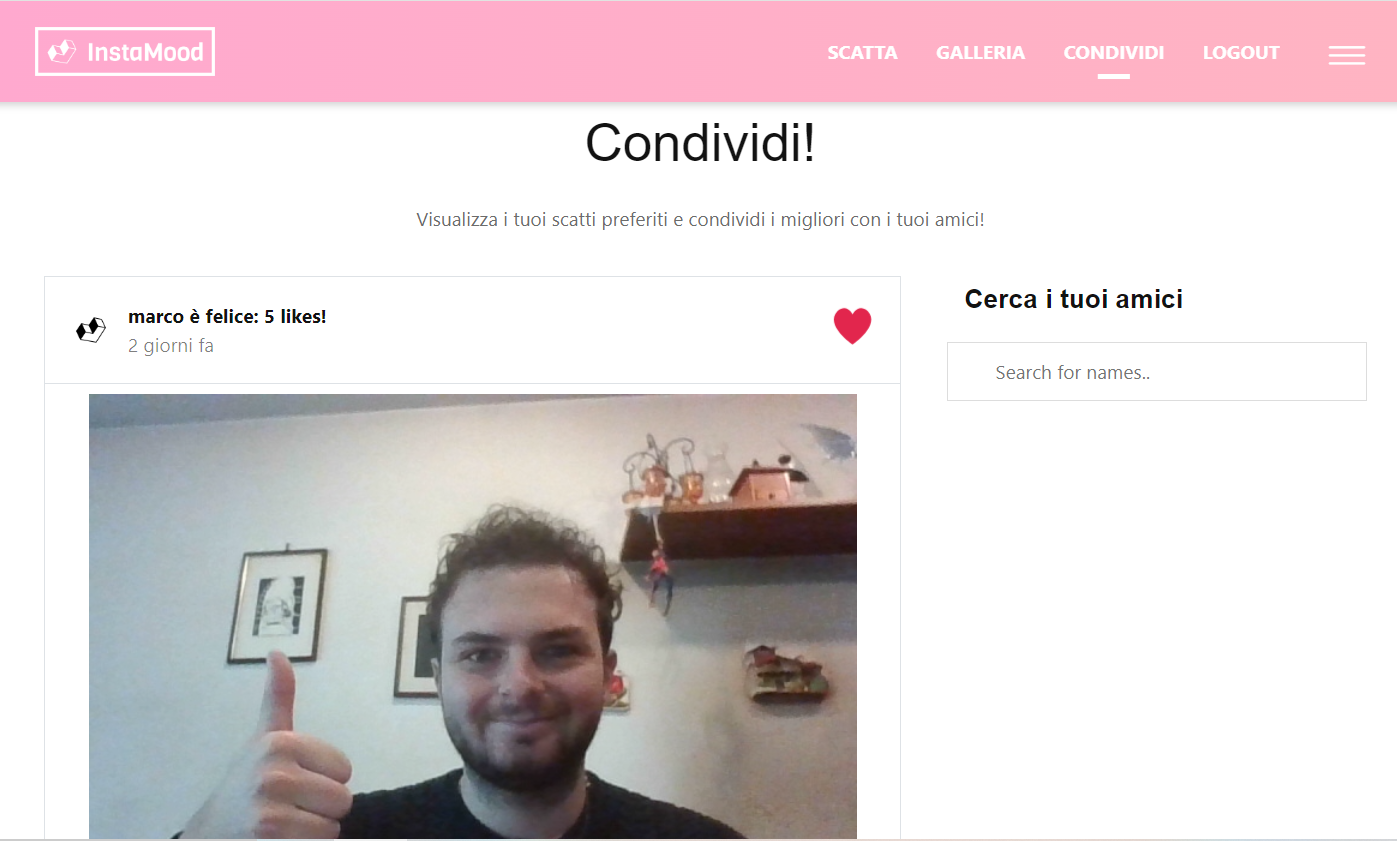 InstaMood
SCATTA GALLERIA CONDIVIDI LOGOUT
Condividi!
Visualizza i tuoi scatti preferiti e condividi i migliori con i tuoi amici!
marco è felice: 5 likes!
2 giorni fa
Cerca i tuoi amici
Search for names..